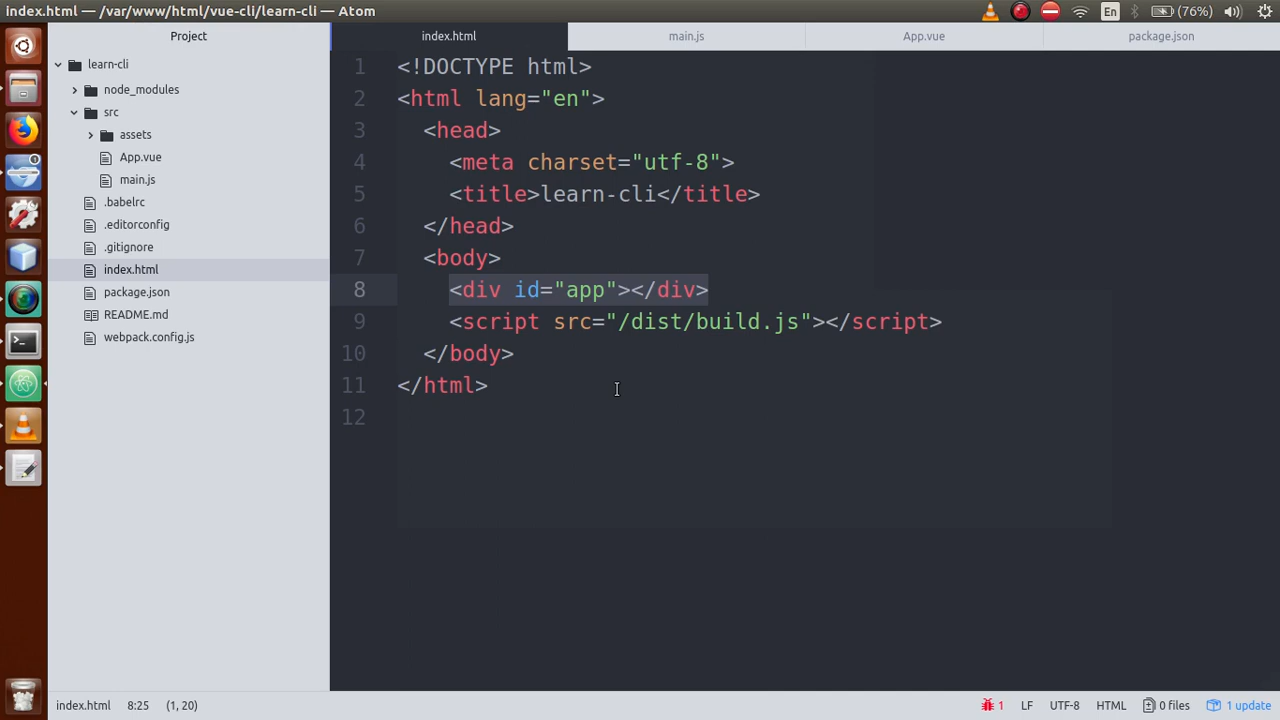 index.html — /var/www/html/vue-cli/learn-cli — Atom
En
(76%)
Project
index.html
main.js
App.vue
package.json
learn-cli
node_modules
src
assets
App.vue
main.js
.babelrc
.editorconfig
.gitignore
index.html
package.json
README.md
webpack.config.js
1 <!DOCTYPE html>
2 <html lang="en">
3 <head>
4 <meta charset="utf-8">
5 <title>learn-cli</title>
6 </head>
7 <body>
8 <div id="app"></div>
9 <script src="/dist/build.js"></script>
10 </body>
11 </html>
12
index.html 8:25 (1, 20)
1 LF UTF-8 HTML 0 files 1 update